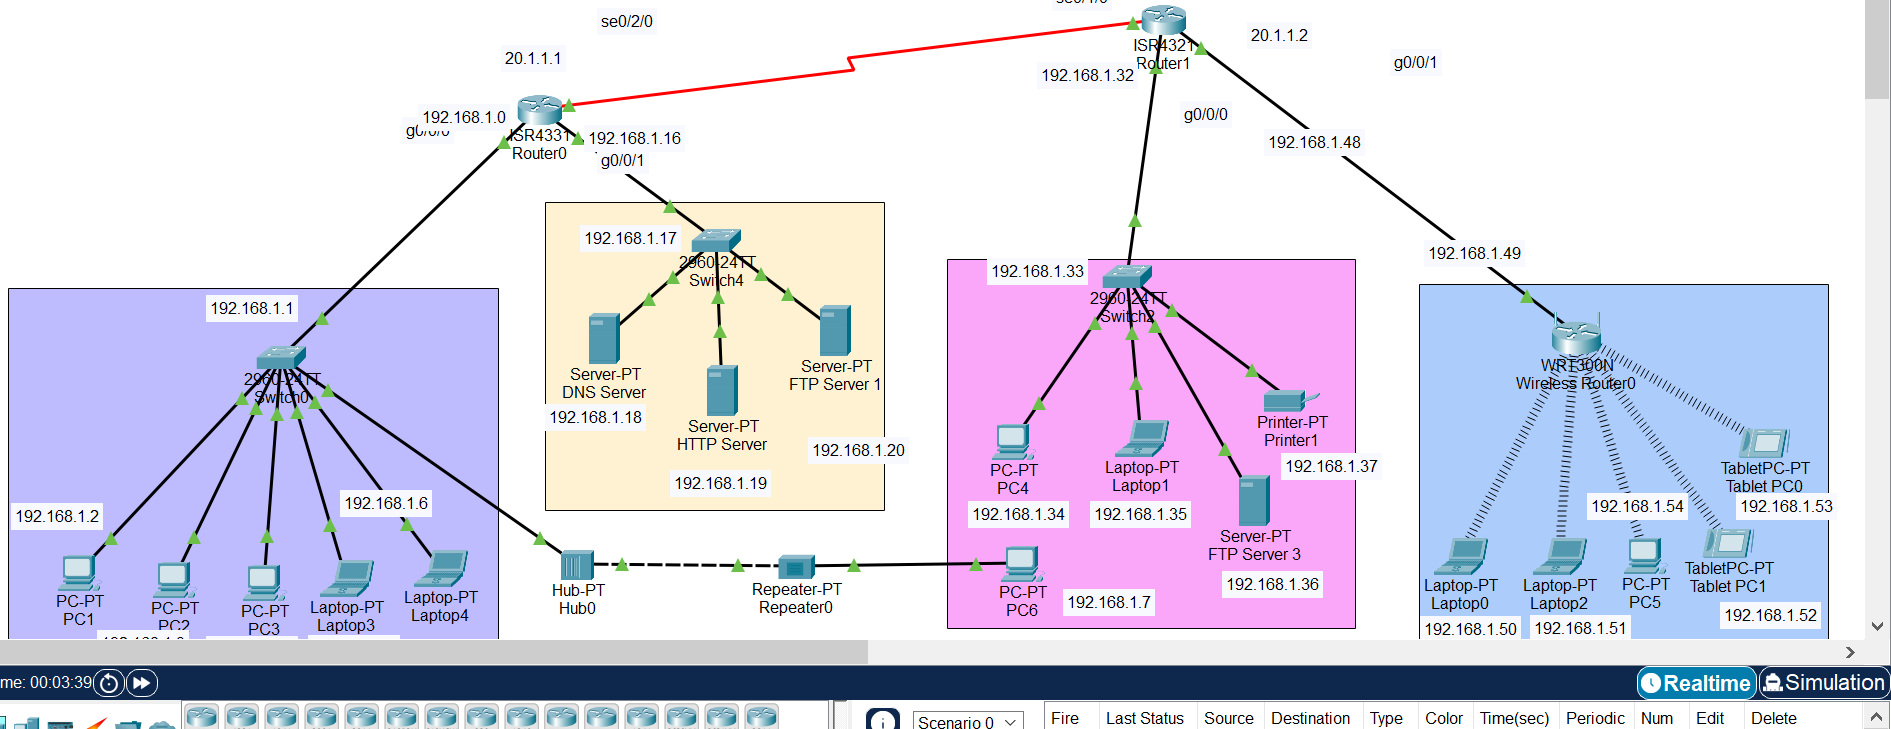 se0/2/0
20.1.1.1
ISR4321
Router1
20.1.1.2
g0/0/1
192.168.1.32
g0/0/0
192.168.1.48
192.168.1.0
g0/0/0
ISR4331
Router0
192.168.1.16
g0/0/1
192.168.1.17
2960-24TT
Switch4
Server-PT
DNS Server
192.168.1.18
Server-PT
HTTP Server
192.168.1.19
Server-PT
FTP Server 1
192.168.1.20
192.168.1.33
2960-24TT
Switch2
192.168.1.49
WRT300N
Wireless Router0
192.168.1.1
2960-24TT
Switch0
192.168.1.2
192.168.1.6
PC-PT
PC1
PC-PT
PC2
PC-PT
PC3
Laptop-PT
Laptop3
Laptop-PT
Laptop4
Hub-PT
Hub0
Repeater-PT
Repeater0
PC-PT
PC4
192.168.1.34
Laptop-PT
Laptop1
192.168.1.35
Printer-PT
Printer1
192.168.1.37
Server-PT
FTP Server 3
192.168.1.36
PC-PT
PC6
192.168.1.7
TabletPC-PT
Tablet PC0
192.168.1.53
192.168.1.54
Laptop-PT
Laptop0
192.168.1.50
Laptop-PT
Laptop2
192.168.1.51
PC-PT
PC5
TabletPC-PT
Tablet PC1
192.168.1.52
me: 00:03:39
Realtime
Simulation
Scenario 0
Fire Last Status Source Destination Type Color Time(sec) Periodic Num Edit Delete